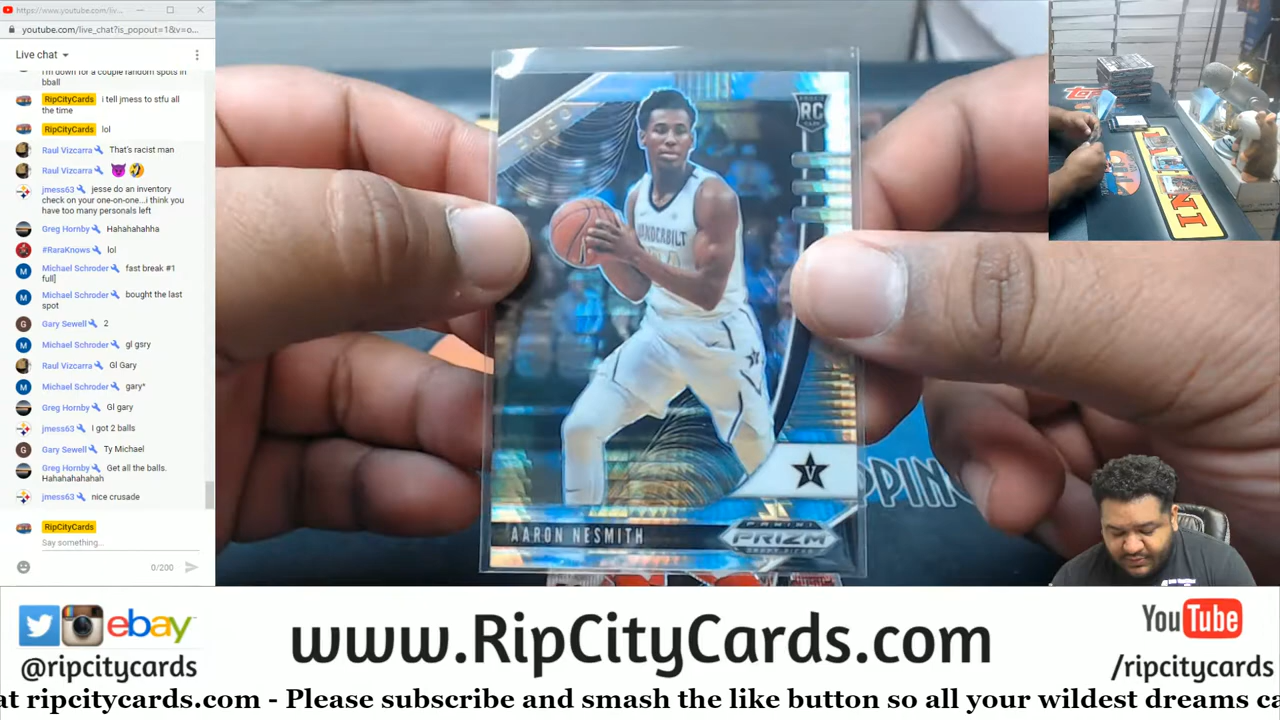 https://www.youtube.com/liv...
youtube.com/live_chat?is_popout=1&v=o...
Live chat
I'm down for a couple random spots in
bball
RipCityCards i tell jmess to stfu all
the time
RipCityCards lol
Raul Vizcarra That's racist man
Raul Vizcarra 😈 🤣
jmess63 jesse do an inventory
check on your one-on-one...i think you
have too many personals left
Greg Hornby Hahahahahha
#RaraKnows lol
Michael Schroder fast break #1
full]
Michael Schroder bought the last
spot
Gary Sewell 2
Michael Schroder gl gsry
Raul Vizcarra Gl Gary
Michael Schroder gary*
Greg Hornby Gl gary
jmess63 I got 2 balls
Gary Sewell Ty Michael
Greg Hornby Get all the balls.
Hahahahahahah
jmess63 nice crusade
RipCityCards
Say something...
0/200
RC
VANDERBILT
V
AARON NESMITH
PANINI
PRIZM
DRAFT PICKS
PPING
ebay
@ripcitycards
www.RipCityCards.com
YouTube
/ripcitycards
at ripcitycards.com - Please subscribe and smash the like button so all your wildest dreams ca